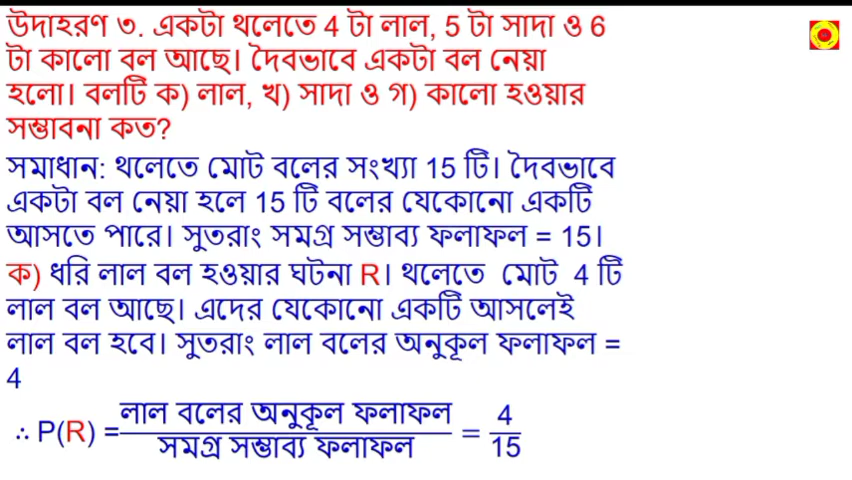 উদাহরণ ৩. একটা থলেতে 4 টা লাল, 5 টা সাদা ও 6
টা কালো বল আছে। দৈবভাবে একটা বল নেয়া
হলো। বলটি ক) লাল, খ) সাদা ও গ) কালো হওয়ার
সম্ভাবনা কত?
সমাধান: থলেতে মোট বলের সংখ্যা 15 টি। দৈবভাবে
একটা বল নেয়া হলে 15 টি বলের যেকোনো একটি
আসতে পারে। সুতরাং সমগ্র সম্ভাব্য ফলাফল = 15।
ক) ধরি লাল বল হওয়ার ঘটনা R। থলেতে মোট 4 টি
লাল বল আছে। এদের যেকোনো একটি আসলেই
লাল বল হবে। সুতরাং লাল বলের অনুকূল ফলাফল =
4
∴ P(R) = লাল বলের অনুকূল ফলাফল / সমগ্র সম্ভাব্য ফলাফল = 4/15